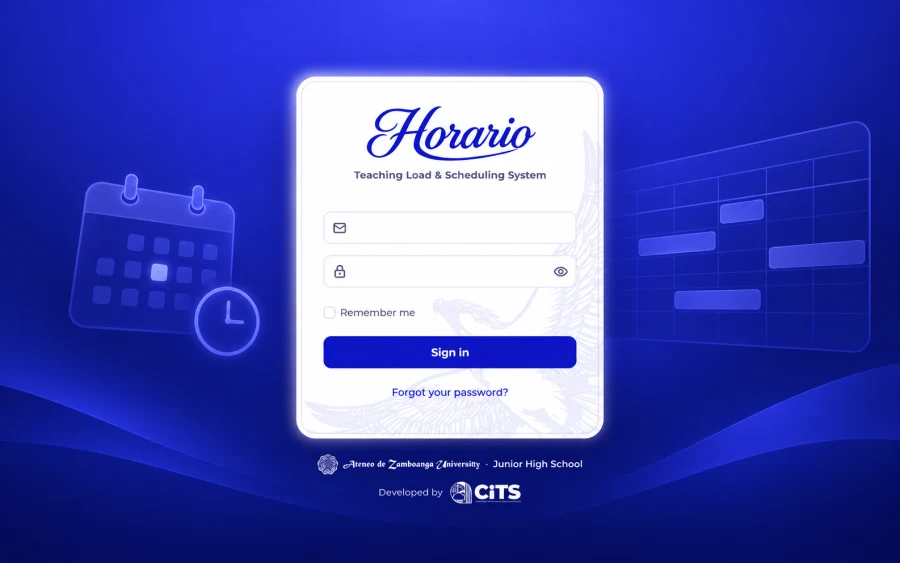 Horario
Teaching Load & Scheduling System
Remember me
Sign in
Forgot your password?
Ateneo de Zamboanga University · Junior High School
Developed by CiTS